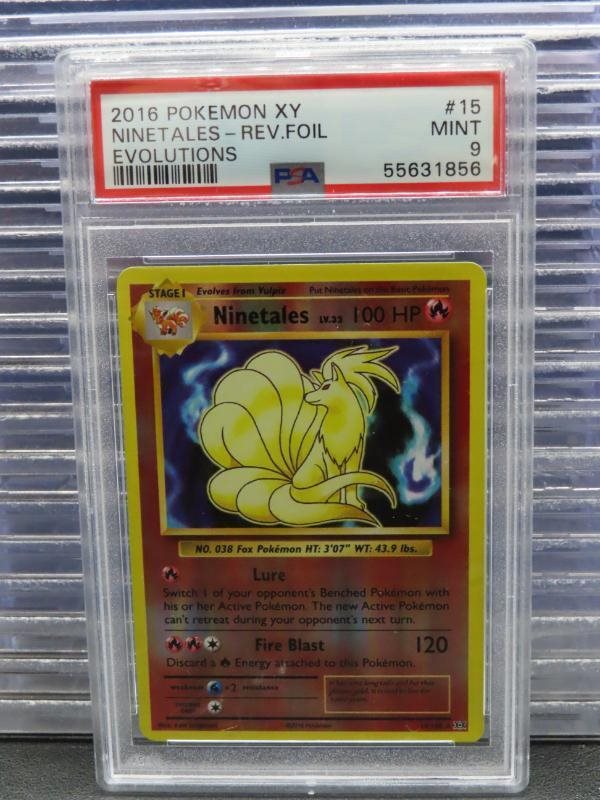 2016 POKEMON XY #15
NINETALES - REV.FOIL MINT
EVOLUTIONS 9
PSA 55631856
STAGE 1 Evolves from Vulpix Put Ninetales on the Basic Pokémon
Ninetales LV.32 100 HP
NO. 038 Fox Pokémon HT: 3'07" WT: 43.9 lbs.
Lure
Switch 1 of your opponent's Benched Pokémon with
his or her Active Pokémon. The new Active Pokémon
can't retreat during your opponent's next turn.
Fire Blast 120
Discard a Energy attached to this Pokémon.
weakness ×2 resistance
retreat
cost
©2016 Pokémon